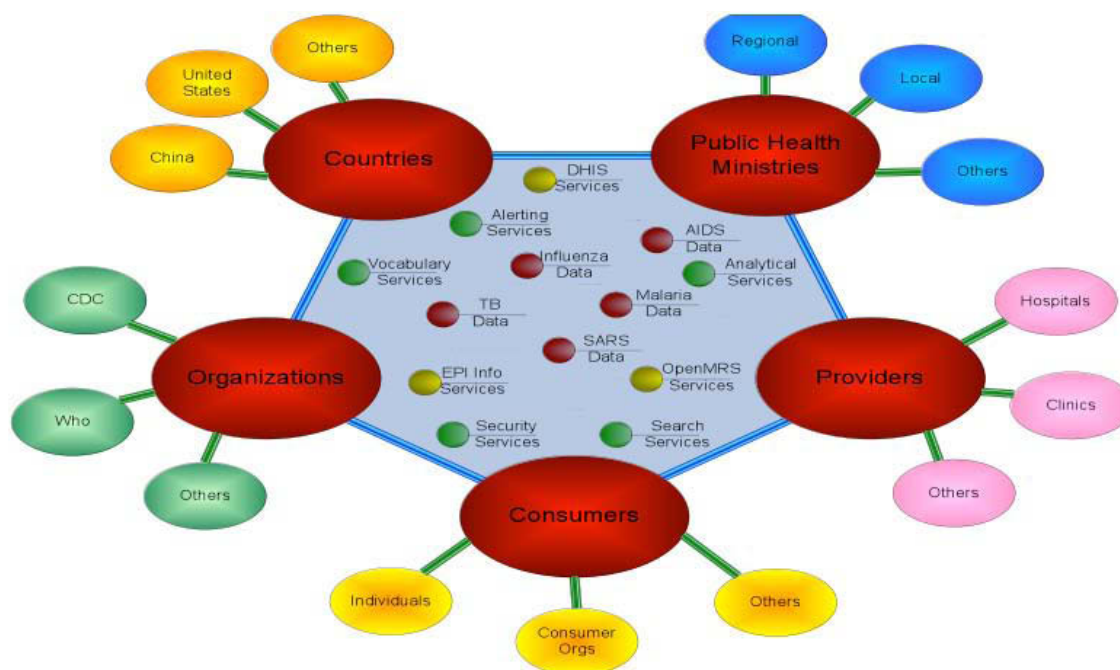 Others
United
States
China
Countries
Regional
Local
Public Health
Ministries
Others
DHIS
Services
Alerting
Services
AIDS
Data
Vocabulary
Services
Influenza
Data
Analytical
Services
TB
Data
Malaria
Data
SARS
Data
EPI Info
Services
OpenMRS
Services
Security
Services
Search
Services
CDC
Organizations
Who
Others
Hospitals
Providers
Clinics
Others
Consumers
Individuals
Consumer
Orgs
Others